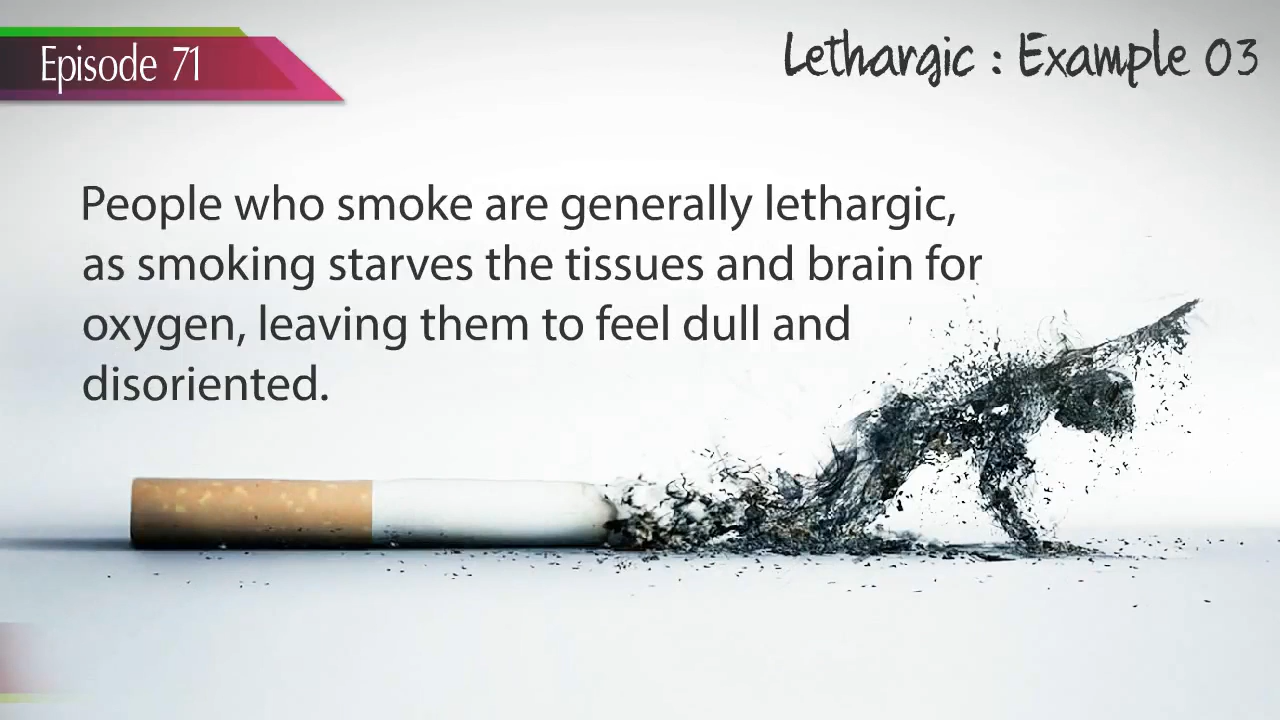 Episode 71
Lethargic : Example 03
People who smoke are generally lethargic,
as smoking starves the tissues and brain for
oxygen, leaving them to feel dull and
disoriented.